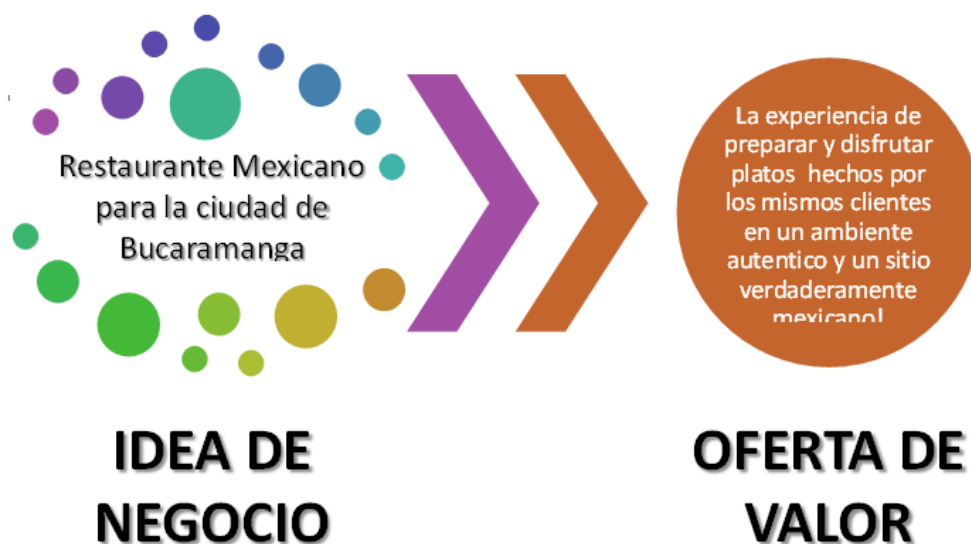 Restaurante Mexicano
para la ciudad de
Bucaramanga
La experiencia de
preparar y disfrutar
platos hechos por
los mismos clientes
en un ambiente
autentico y un sitio
verdaderamente
mexicano!
IDEA DE
NEGOCIO
OFERTA DE
VALOR